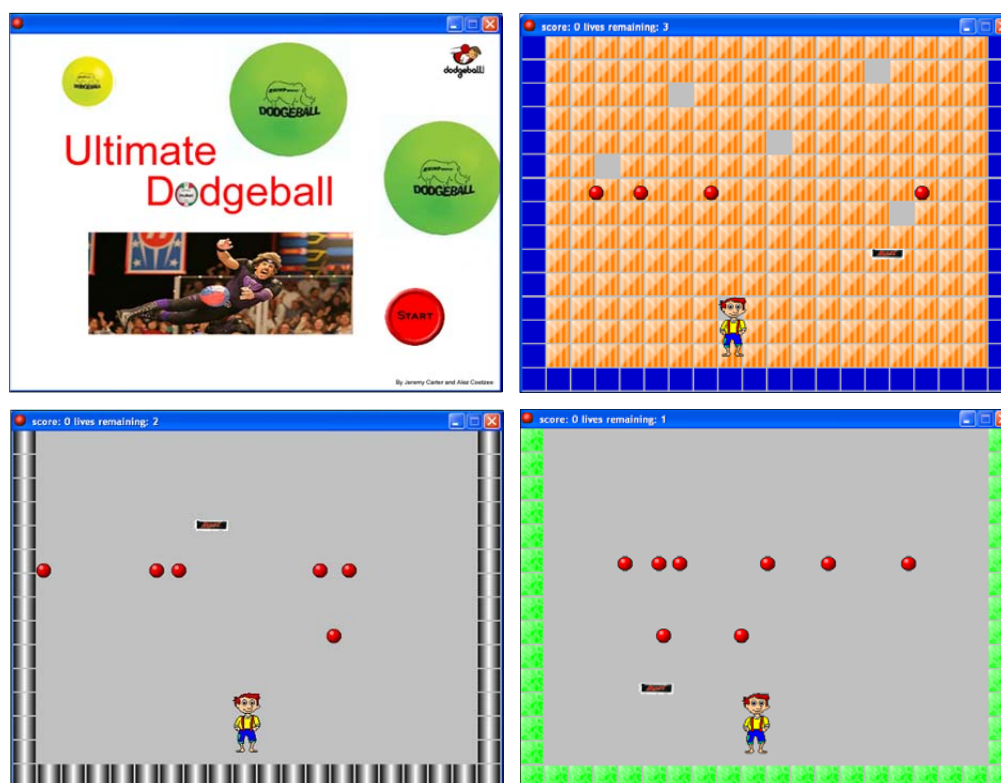 dodgeball!
DODGEBALL
DODGEBALL
Ultimate
Dodgeball
START
By Jeremy Carter and Alex Coetzee
score: 0 lives remaining: 3
score: 0 lives remaining: 2
score: 0 lives remaining: 1